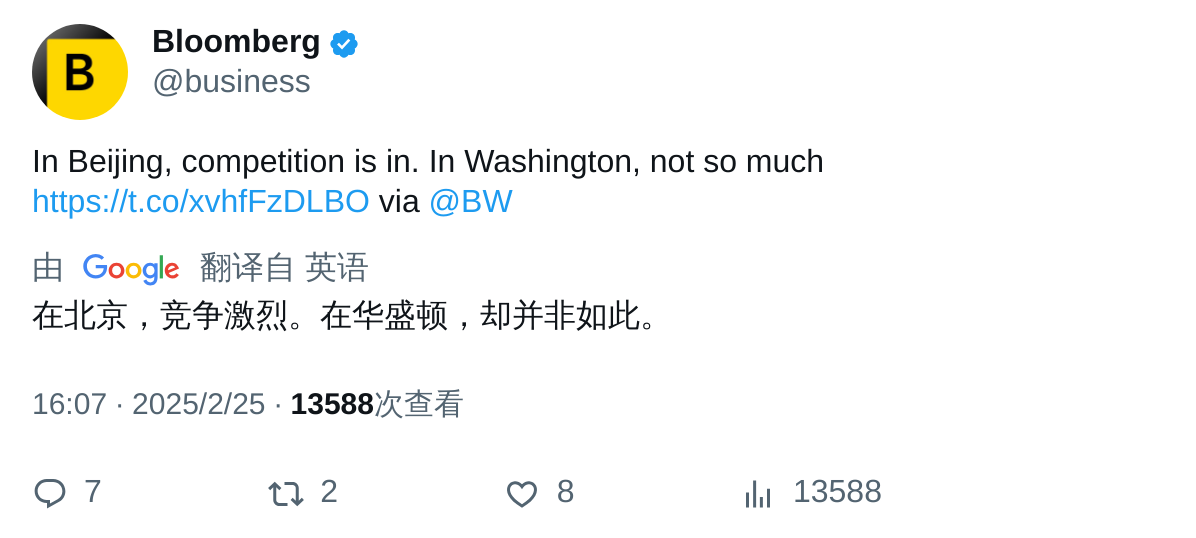 B
Bloomberg
@business
In Beijing, competition is in. In Washington, not so much
https://t.co/xvhfFzDLBO via @BW
由 Google 翻译自 英语
在北京，竞争激烈。在华盛顿，却并非如此。
16:07 · 2025/2/25 · 13588次查看
7 2 8 13588